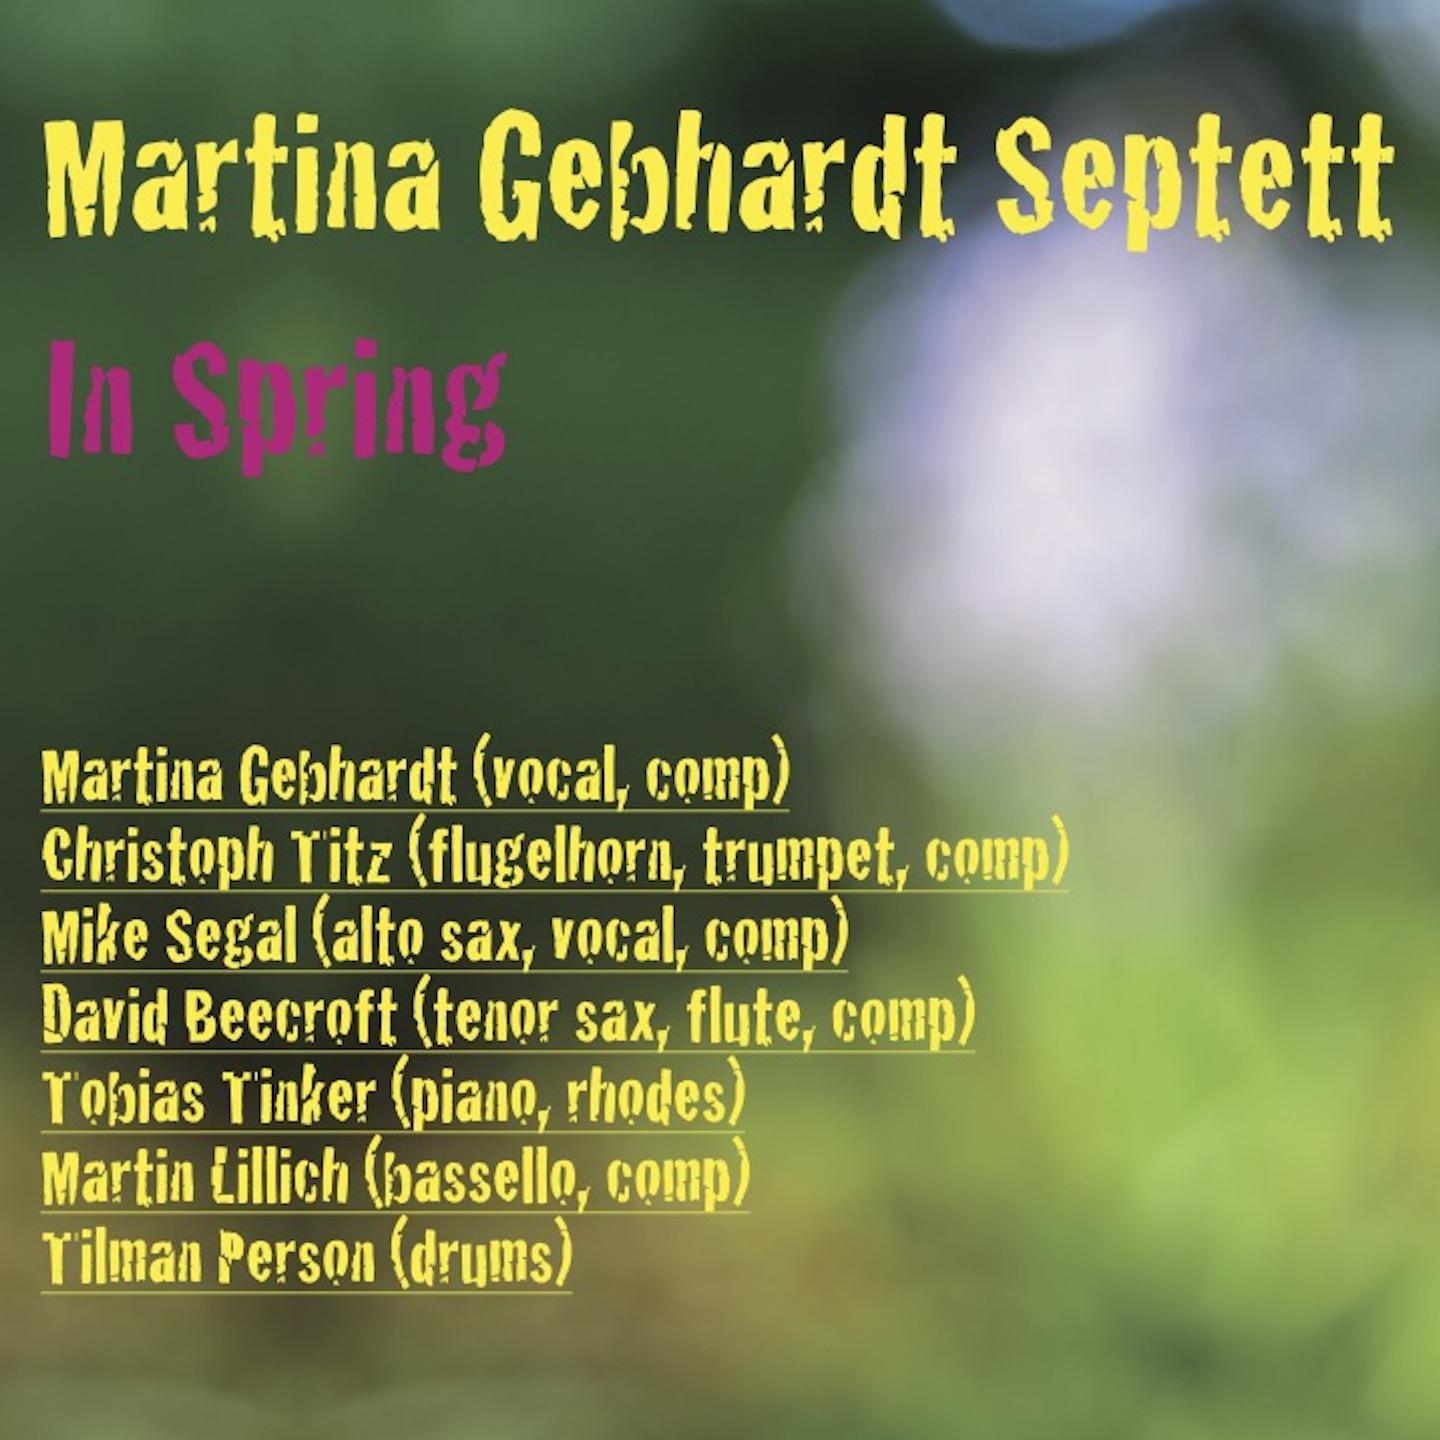 Martina Gebhardt Septett
In Spring
Martina Gebhardt (vocal, comp)
Christoph Titz (flugelhorn, trumpet, comp)
Mike Segal (alto sax, vocal, comp)
David Beecroft (tenor sax, flute, comp)
Tobias Tinker (piano, rhodes)
Martin Lillich (bassello, comp)
Tilman Person (drums)